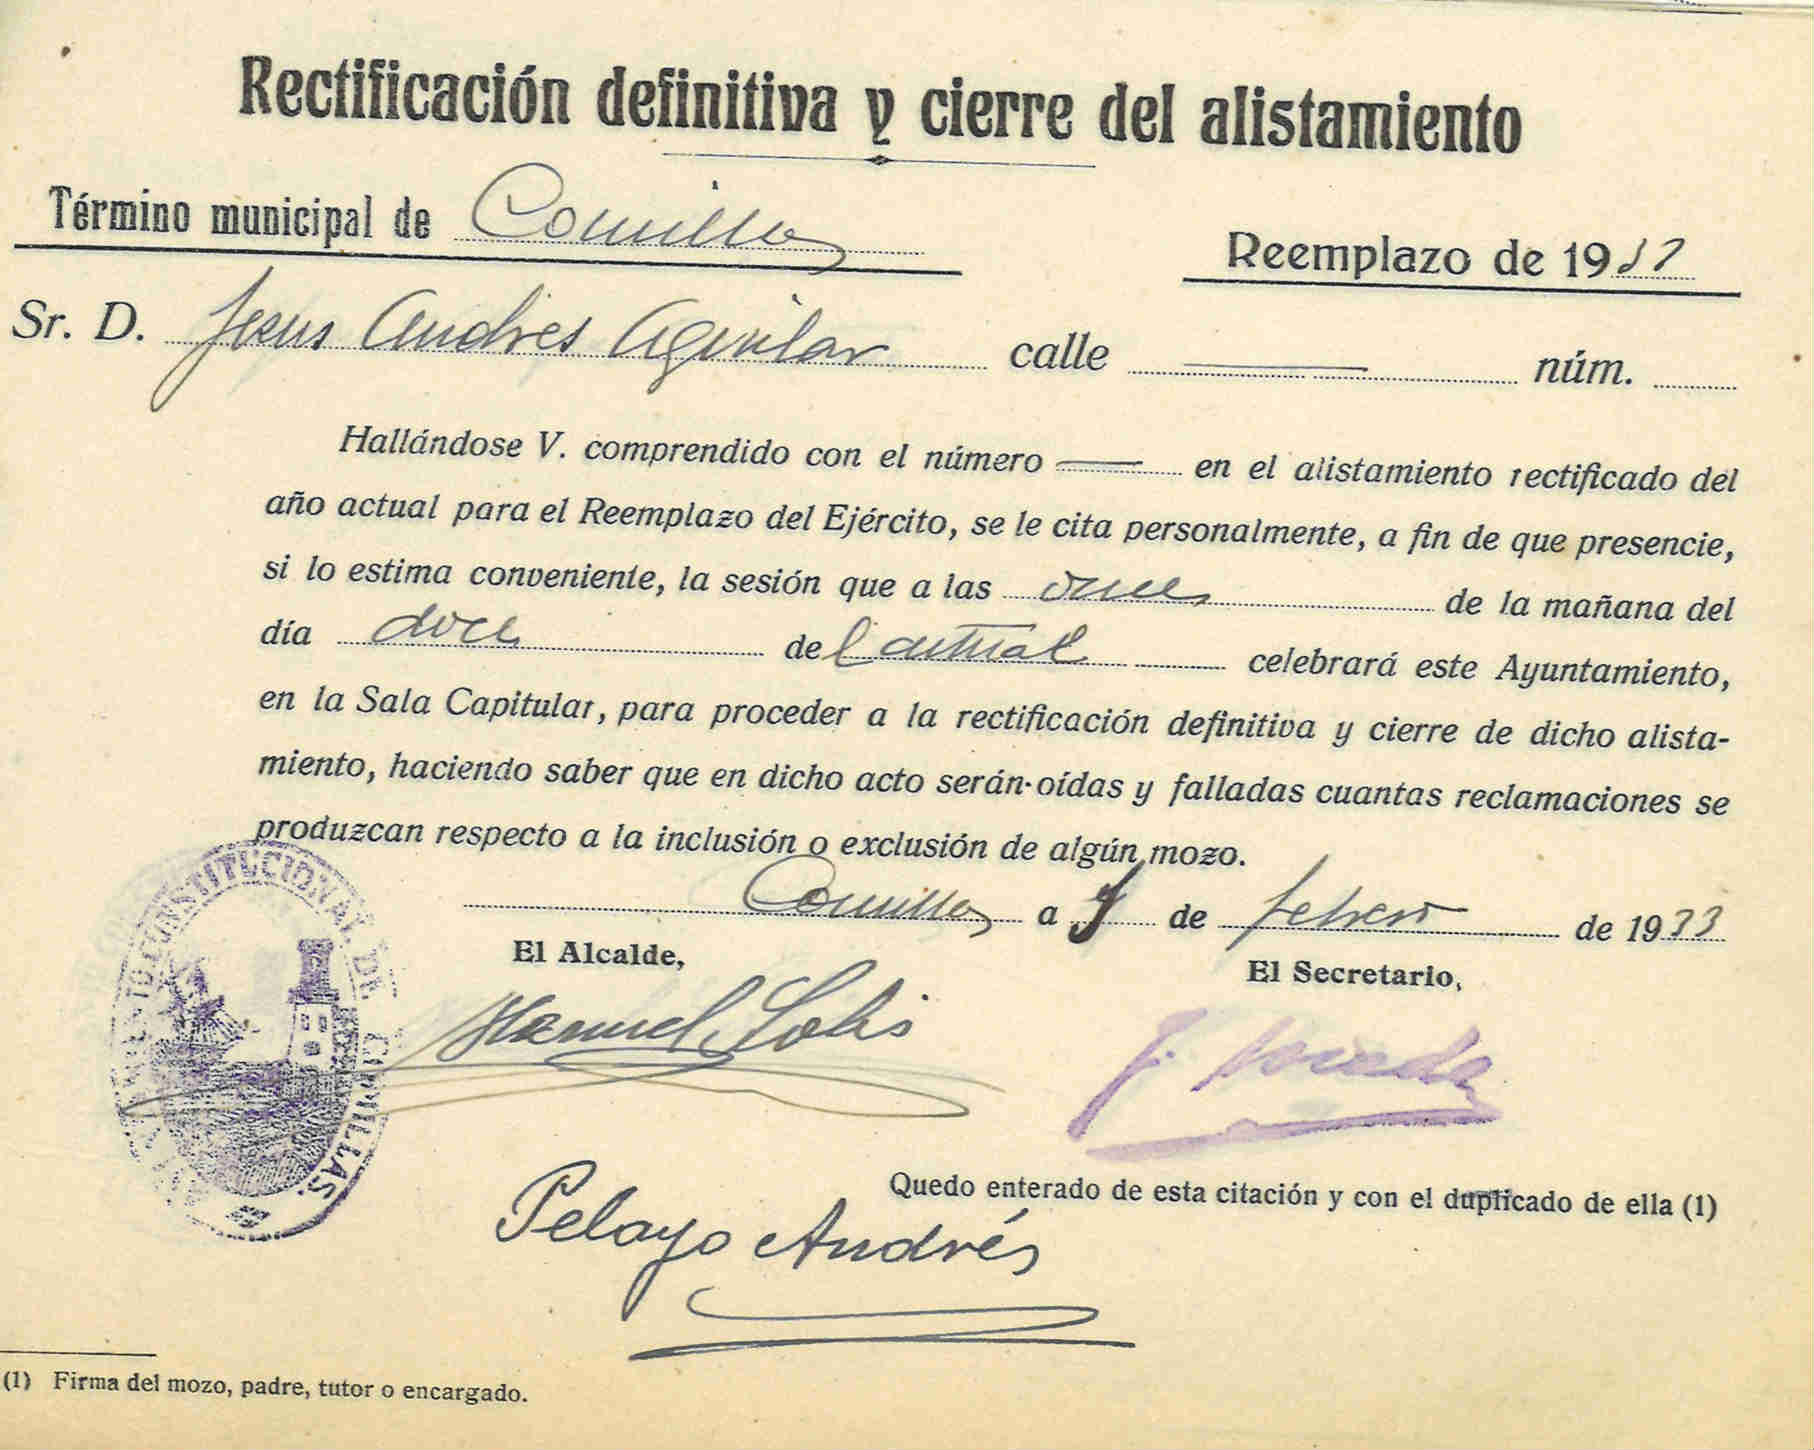 Rectificación definitiva y cierre del alistamiento
Término municipal de Comillas
Reemplazo de 19
Sr. D. Jesus Andres Aguilar calle núm.
Hallándose V. comprendido con el número en el alistamiento rectificado del
año actual para el Reemplazo del Ejército, se le cita personalmente, a fin de que presencie,
si lo estima conveniente, la sesión que a las once de la mañana del
día doce del actual celebrará este Ayuntamiento,
en la Sala Capitular, para proceder a la rectificación definitiva y cierre de dicho alista-
miento, haciendo saber que en dicho acto serán oídas y falladas cuantas reclamaciones se
produzcan respecto a la inclusión o exclusión de algún mozo.
Comillas a de febrero de 1933
El Alcalde,
El Secretario,
Manuel Solis
CONSTITUCIONAL DE COMILLAS
Quedo enterado de esta citación y con el duplicado de ella (1)
Pelayo Andrés
(1) Firma del mozo, padre, tutor o encargado.